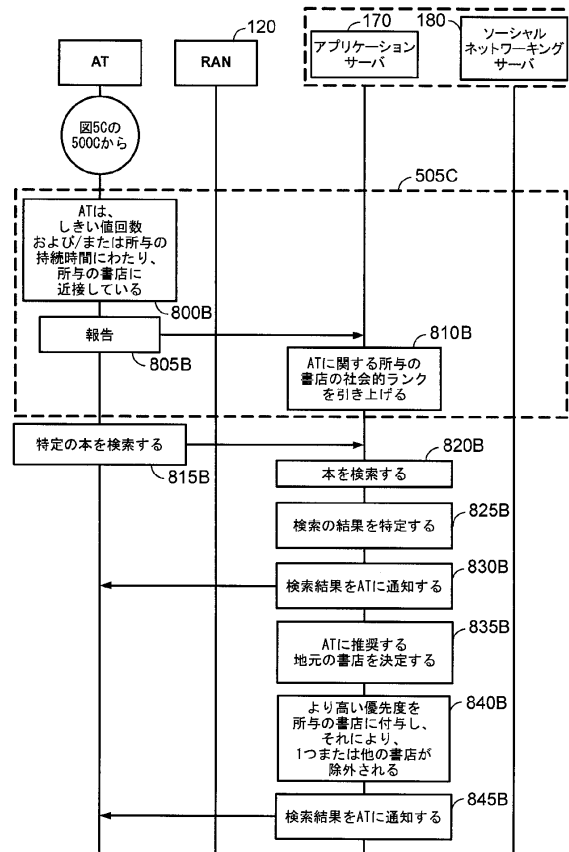 AT
RAN
120
アプリケーション
サーバ
170
180
ソーシャル
ネットワーキング
サーバ
図5Cの
500Cから
505C
ATは、
しきい値回数
および/または所与の
持続時間にわたり、
所与の書店に
近接している
800B
報告
805B
810B
ATに関する所与の
書店の社会的ランク
を引き上げる
特定の本を検索する
815B
820B
本を検索する
825B
検索の結果を特定する
830B
検索結果をATに通知する
835B
ATに推奨する
地元の書店を決定する
840B
より高い優先度を
所与の書店に付与し、
それにより、
1つまたは他の書店が
除外される
845B
検索結果をATに通知する